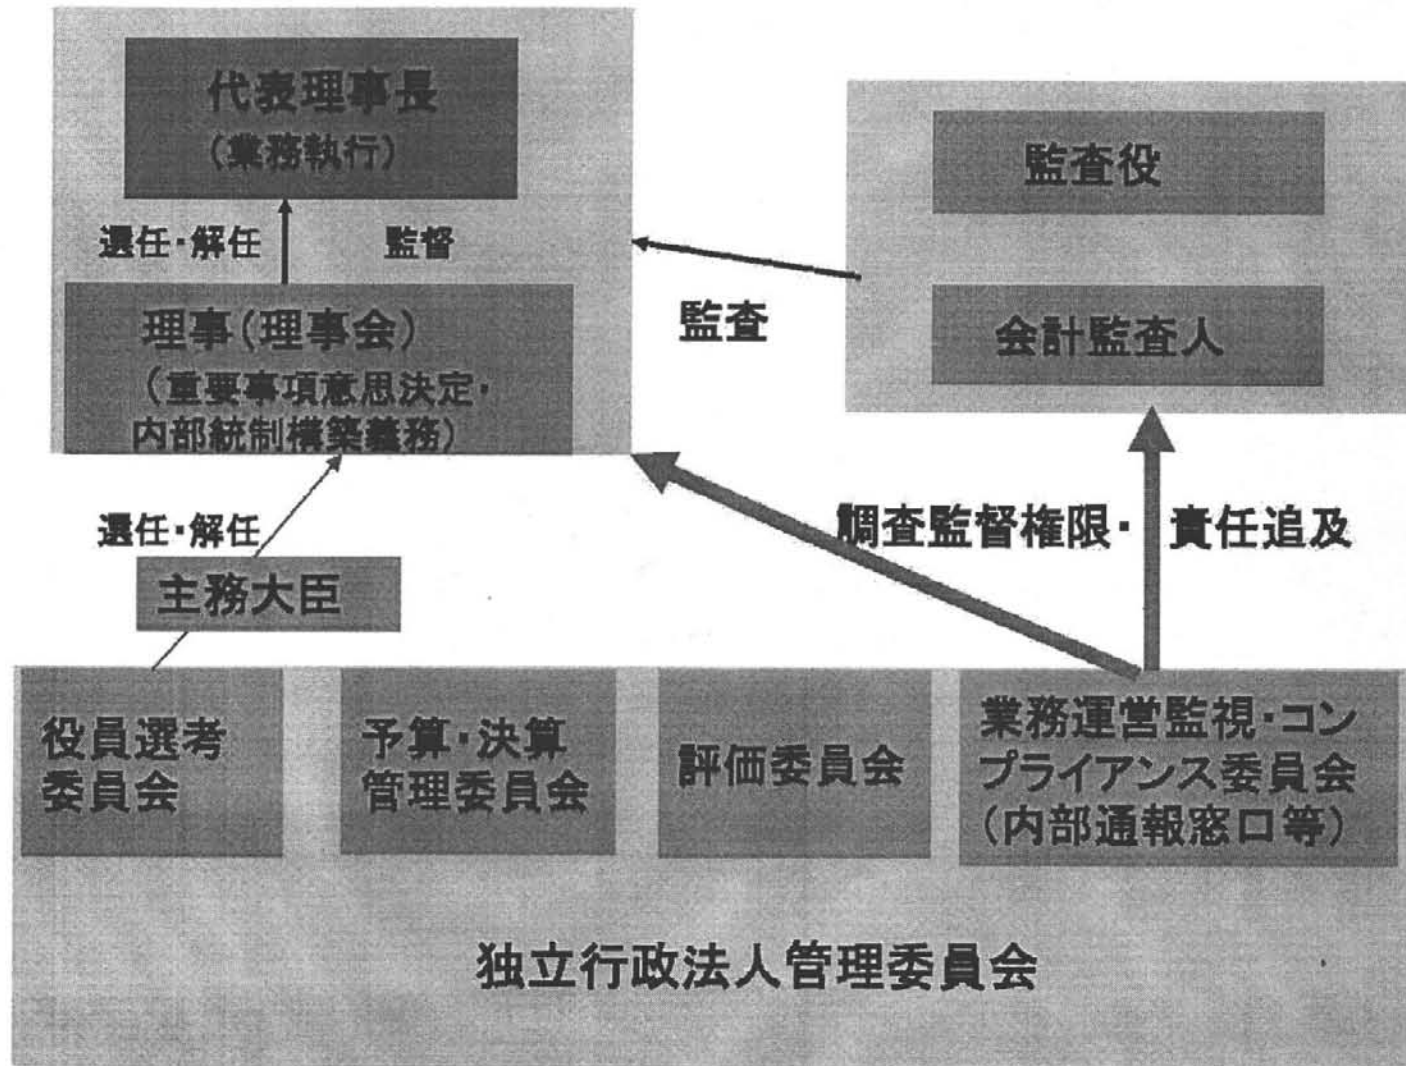 代表理事長
(業務執行)
選任・解任
監督
理事(理事会)
(重要事項意思決定・
内部統制構築義務)
監査役
会計監査人
監査
選任・解任
主務大臣
調査監督権限・
責任追及
役員選考
委員会
予算・決算
管理委員会
評価委員会
業務運営監視・コン
プライアンス委員会
(内部通報窓口等)
独立行政法人管理委員会